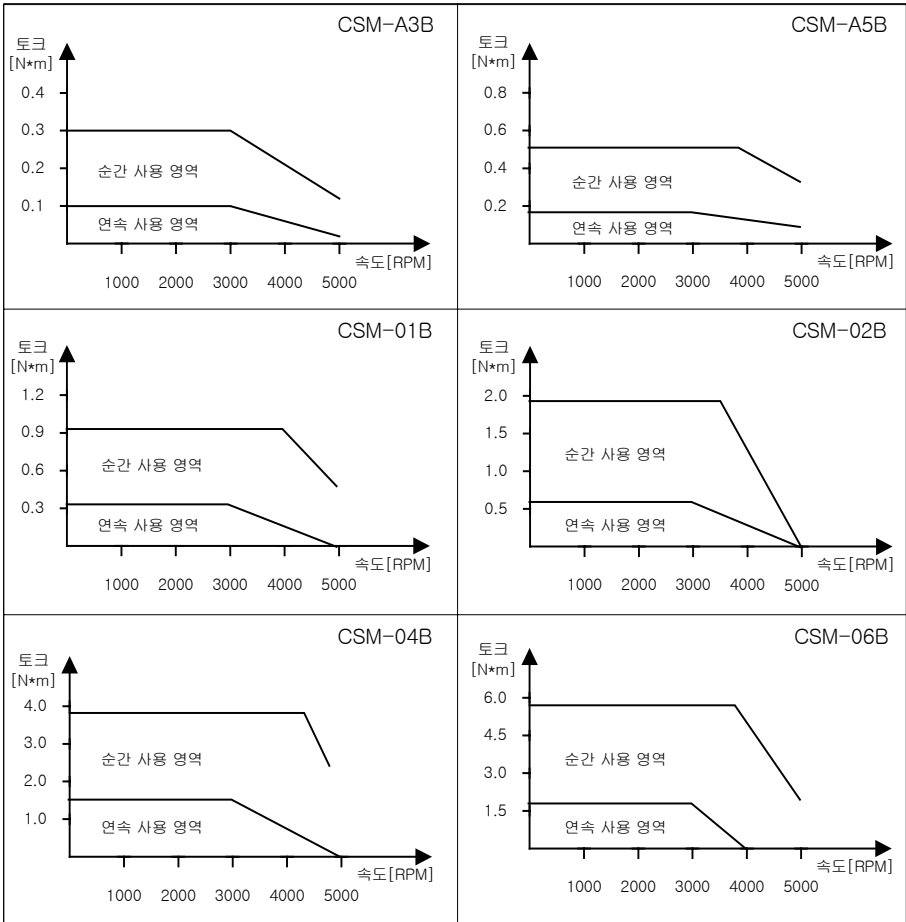 CSM-A3B
토크
[N*m]
0.4
0.3
0.2
0.1
순간 사용 영역
연속 사용 영역
속도[RPM]
1000 2000 3000 4000 5000
CSM-A5B
토크
[N*m]
0.8
0.6
0.4
0.2
순간 사용 영역
연속 사용 영역
속도[RPM]
1000 2000 3000 4000 5000
CSM-01B
토크
[N*m]
1.2
0.9
0.6
0.3
순간 사용 영역
연속 사용 영역
속도[RPM]
1000 2000 3000 4000 5000
CSM-02B
토크
[N*m]
2.0
1.5
1.0
0.5
순간 사용 영역
연속 사용 영역
속도[RPM]
1000 2000 3000 4000 5000
CSM-04B
토크
[N*m]
4.0
3.0
2.0
1.0
순간 사용 영역
연속 사용 영역
속도[RPM]
1000 2000 3000 4000 5000
CSM-06B
토크
[N*m]
6.0
4.5
3.0
1.5
순간 사용 영역
연속 사용 영역
속도[RPM]
1000 2000 3000 4000 5000